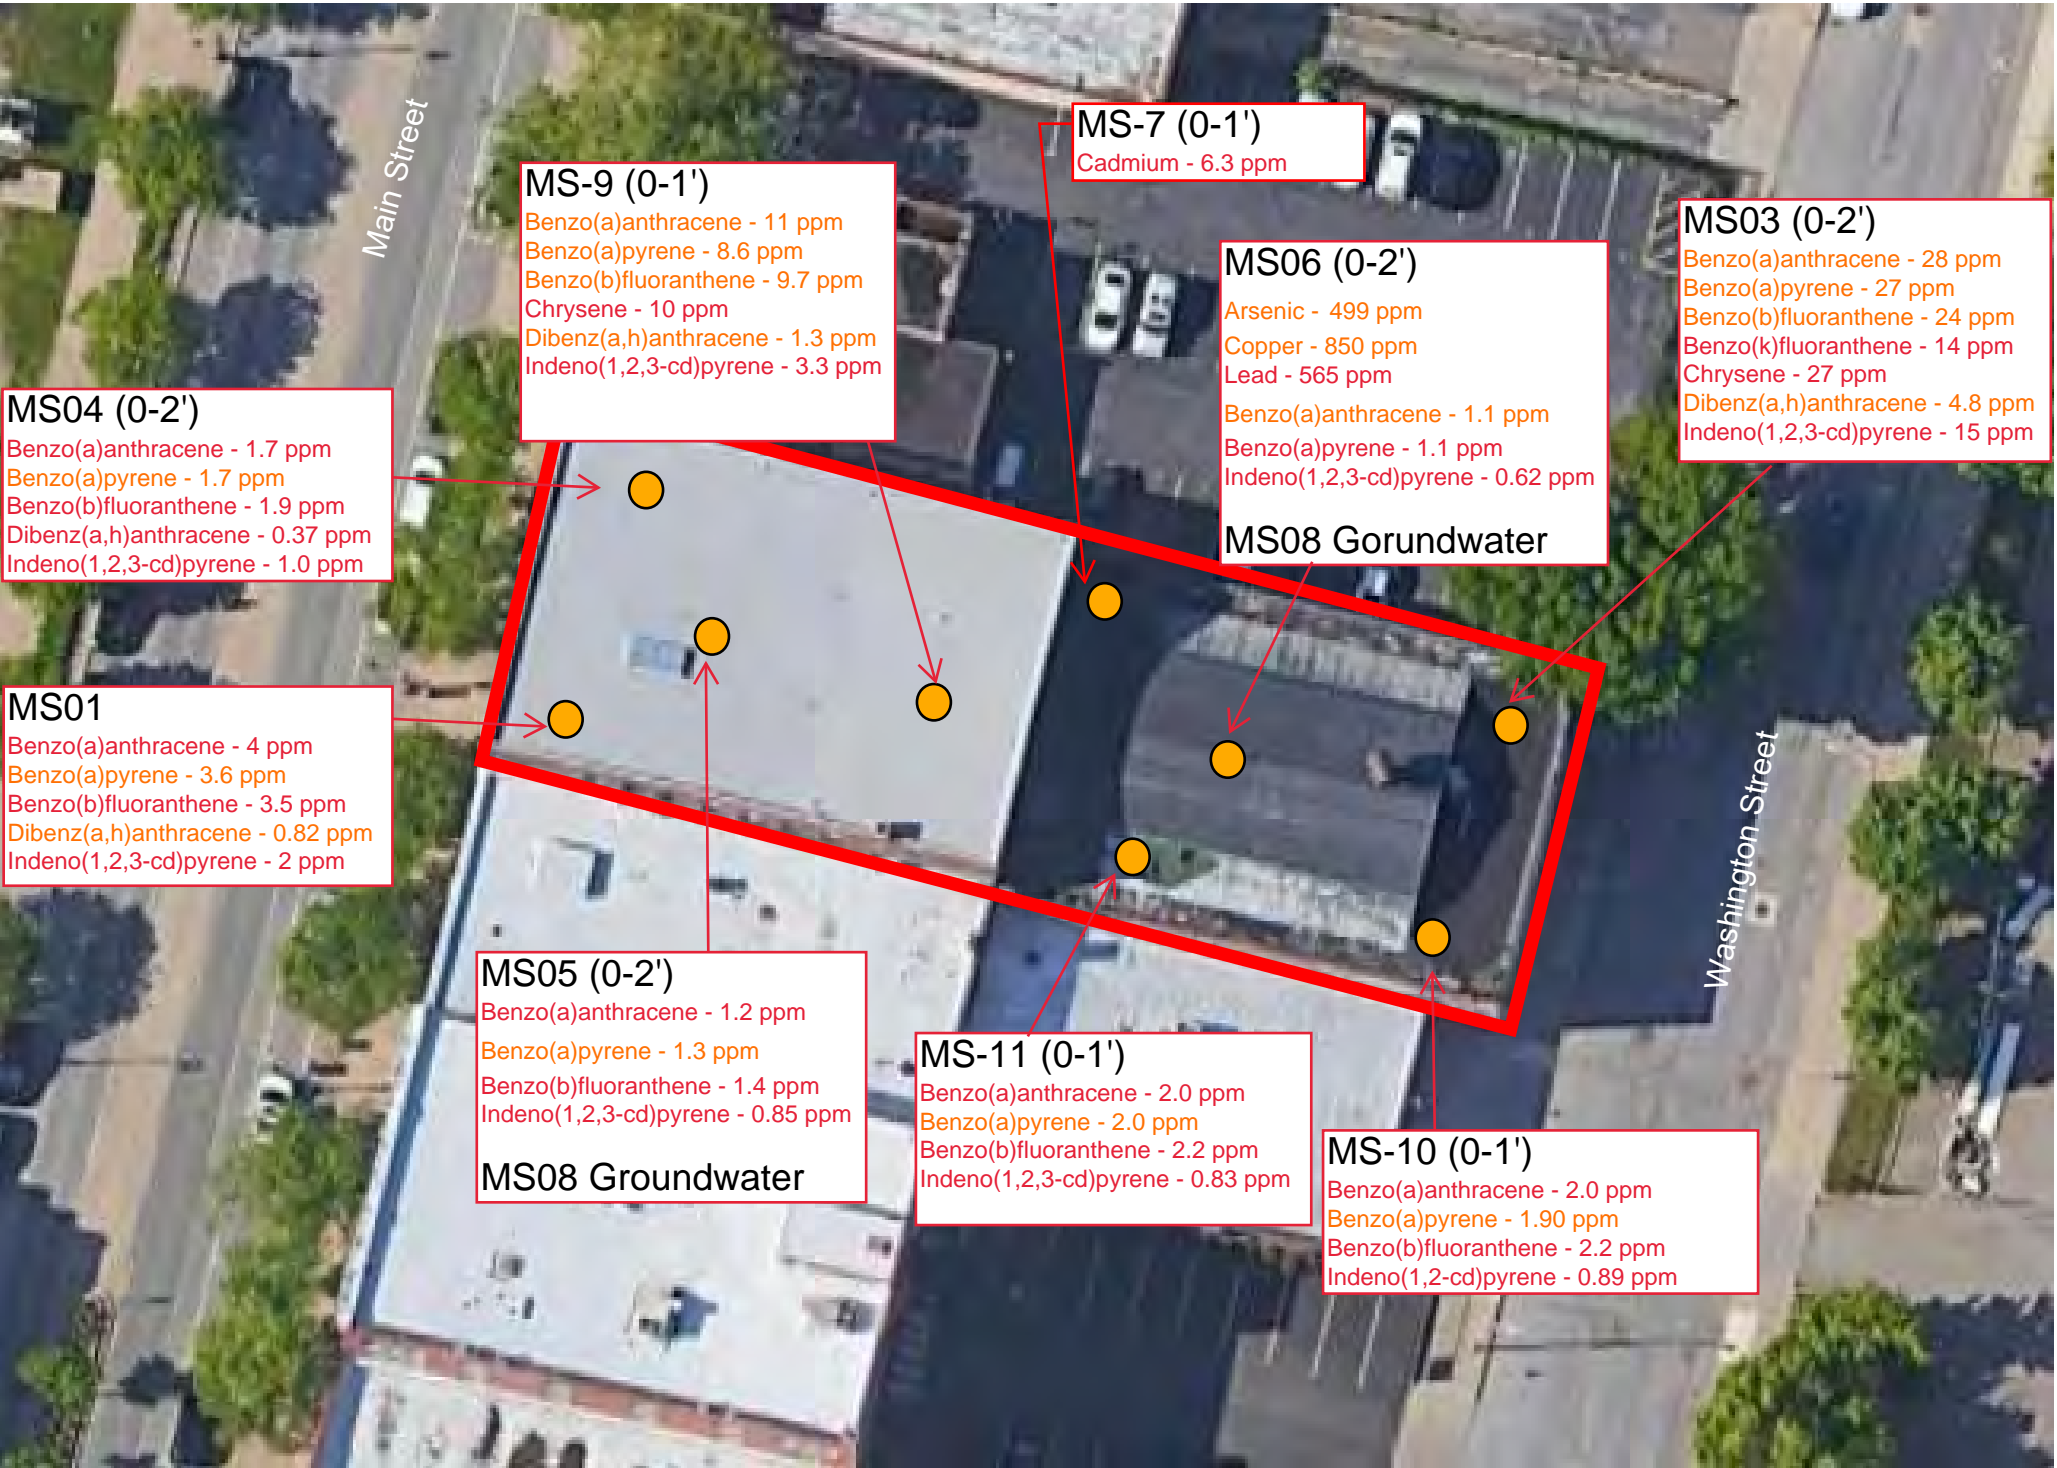 Main Street
MS-7 (0-1')
Cadmium - 6.3 ppm
MS-9 (0-1')
Benzo(a)anthracene - 11 ppm
Benzo(a)pyrene - 8.6 ppm
Benzo(b)fluoranthene - 9.7 ppm
Chrysene - 10 ppm
Dibenz(a,h)anthracene - 1.3 ppm
Indeno(1,2,3-cd)pyrene - 3.3 ppm
MS03 (0-2')
Benzo(a)anthracene - 28 ppm
Benzo(a)pyrene - 27 ppm
Benzo(b)fluoranthene - 24 ppm
Benzo(k)fluoranthene - 14 ppm
Chrysene - 27 ppm
Dibenz(a,h)anthracene - 4.8 ppm
Indeno(1,2,3-cd)pyrene - 15 ppm
MS06 (0-2')
Arsenic - 499 ppm
Copper - 850 ppm
Lead - 565 ppm
Benzo(a)anthracene - 1.1 ppm
Benzo(a)pyrene - 1.1 ppm
Indeno(1,2,3-cd)pyrene - 0.62 ppm
MS08 Gorundwater
MS04 (0-2')
Benzo(a)anthracene - 1.7 ppm
Benzo(a)pyrene - 1.7 ppm
Benzo(b)fluoranthene - 1.9 ppm
Dibenz(a,h)anthracene - 0.37 ppm
Indeno(1,2,3-cd)pyrene - 1.0 ppm
MS01
Benzo(a)anthracene - 4 ppm
Benzo(a)pyrene - 3.6 ppm
Benzo(b)fluoranthene - 3.5 ppm
Dibenz(a,h)anthracene - 0.82 ppm
Indeno(1,2,3-cd)pyrene - 2 ppm
Washington Street
MS05 (0-2')
Benzo(a)anthracene - 1.2 ppm
Benzo(a)pyrene - 1.3 ppm
Benzo(b)fluoranthene - 1.4 ppm
Indeno(1,2,3-cd)pyrene - 0.85 ppm
MS08 Groundwater
MS-11 (0-1')
Benzo(a)anthracene - 2.0 ppm
Benzo(a)pyrene - 2.0 ppm
Benzo(b)fluoranthene - 2.2 ppm
Indeno(1,2,3-cd)pyrene - 0.83 ppm
MS-10 (0-1')
Benzo(a)anthracene - 2.0 ppm
Benzo(a)pyrene - 1.90 ppm
Benzo(b)fluoranthene - 2.2 ppm
Indeno(1,2-cd)pyrene - 0.89 ppm